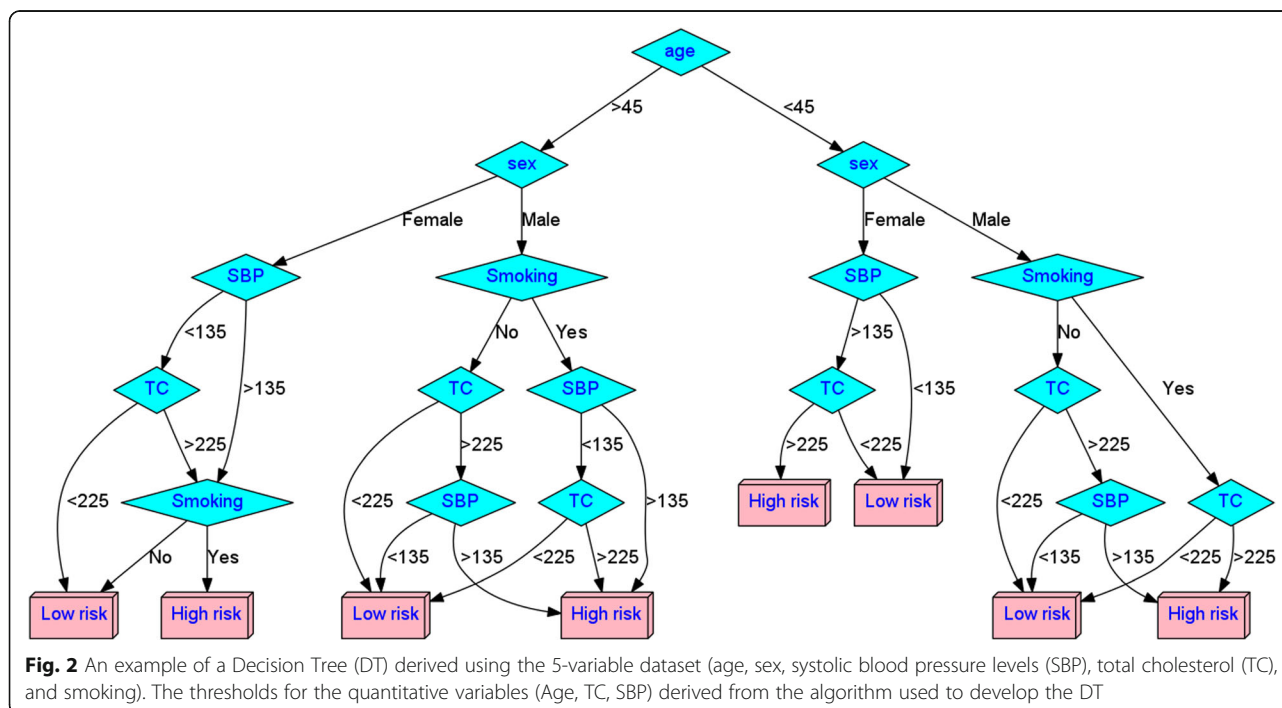 age
>45
<45
sex
sex
Female
Male
Female
Male
SBP
Smoking
SBP
Smoking
<135
>135
No
Yes
>135
<135
No
Yes
TC
TC
SBP
TC
TC
<225
>225
<225
>225
<135
>135
>225
<225
<225
>225
Smoking
SBP
TC
High risk
Low risk
SBP
TC
No
Yes
<135
>135
<225
>225
<135
>135
<225
>225
Low risk
High risk
Low risk
High risk
Low risk
High risk
Fig. 2 An example of a Decision Tree (DT) derived using the 5-variable dataset (age, sex, systolic blood pressure levels (SBP), total cholesterol (TC),
and smoking). The thresholds for the quantitative variables (Age, TC, SBP) derived from the algorithm used to develop the DT